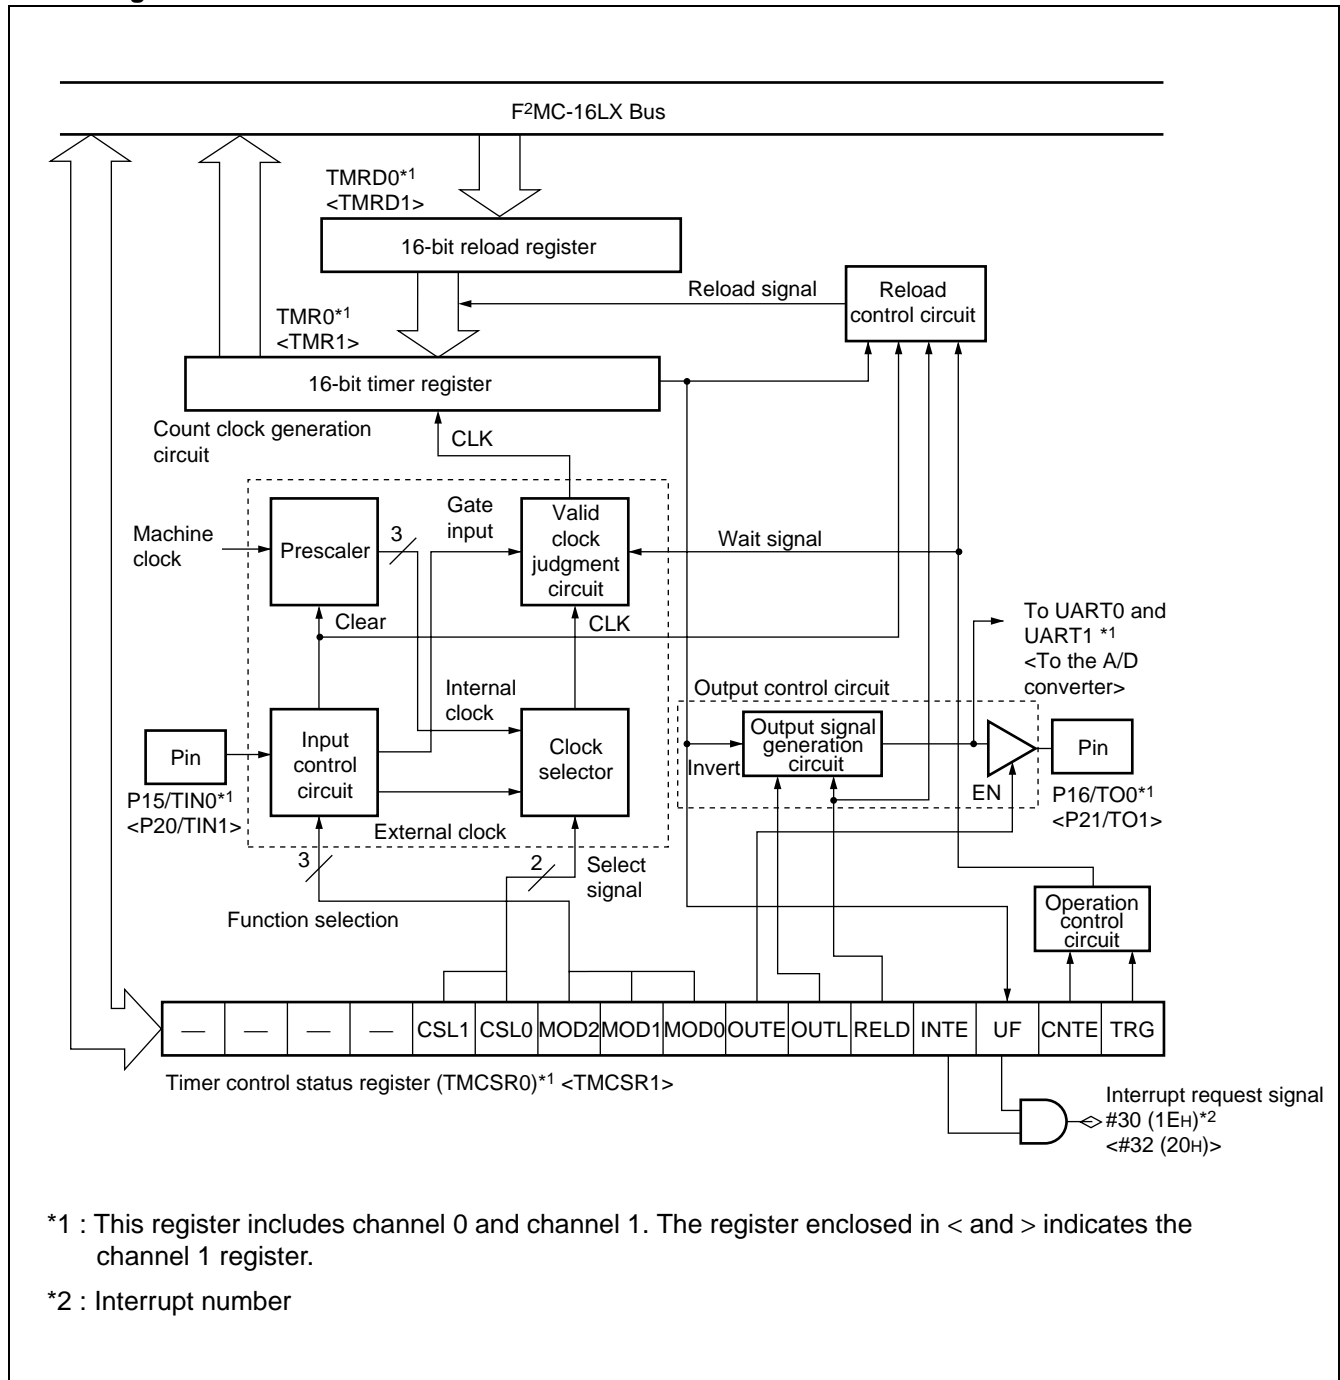 F2MC-16LX Bus
TMRD0*1
<TMRD1>
16-bit reload register
Reload signal
Reload
control circuit
TMR0*1
<TMR1>
16-bit timer register
Count clock generation
circuit
CLK
Machine
clock
Prescaler
3
Gate
input
Valid
clock
judgment
circuit
Wait signal
Clear
CLK
To UART0 and
UART1 *1
<To the A/D
converter>
Internal
clock
Output control circuit
Pin
Input
control
circuit
Clock
selector
Output signal
generation
circuit
Invert
EN
Pin
P15/TIN0*1
<P20/TIN1>
P16/TO0*1
<P21/TO1>
External clock
3
2
Select
signal
Function selection
Operation
control
circuit
— — — — CSL1 CSL0 MOD2 MOD1 MOD0 OUTE OUTL RELD INTE UF CNTE TRG
Timer control status register (TMCSR0)*1 <TMCSR1>
Interrupt request signal
#30 (1EH)*2
<#32 (20H)>
*1 : This register includes channel 0 and channel 1. The register enclosed in < and > indicates the
channel 1 register.
*2 : Interrupt number